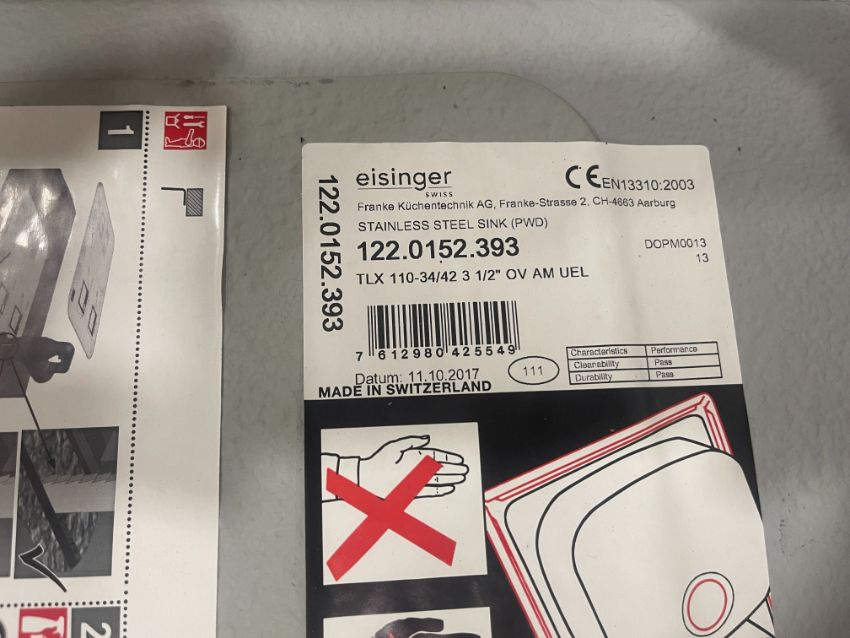 1
122.0152.393
eisinger
SWISS
CE EN13310:2003
Franke Küchentechnik AG, Franke-Strasse 2, CH-4663 Aarburg
STAINLESS STEEL SINK (PWD)
122.0152.393
DOPM0013
13
TLX 110-34/42 3 1/2" OV AM UEL
7 612980 425549
Datum: 11.10.2017
111
MADE IN SWITZERLAND
Characteristics Performance
Cleanability Pass
Durability Pass
2